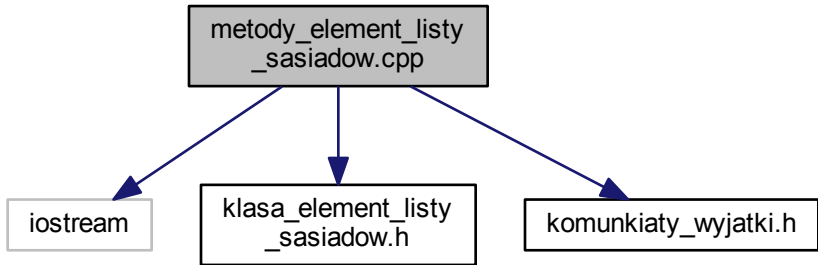 metody_element_listy
_sasiadow.cpp
iostream
klasa_element_listy
_sasiadow.h
komunkiaty_wyjatki.h